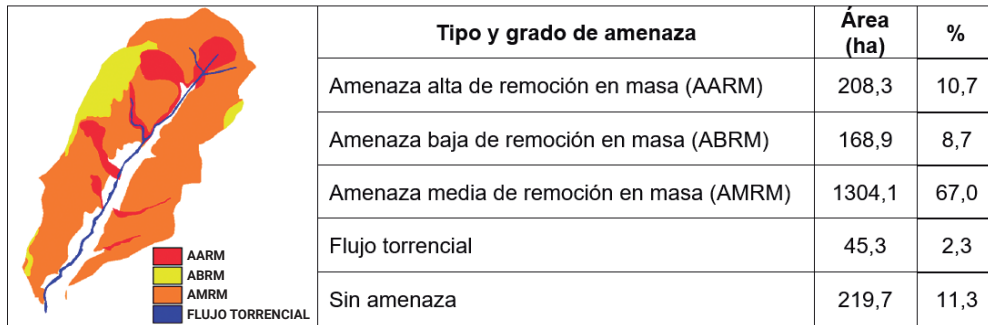 AARM
ABRM
AMRM
FLUJO TORRENCIAL
Tipo y grado de amenaza Área (ha) %
Amenaza alta de remoción en masa (AARM) 208,3 10,7
Amenaza baja de remoción en masa (ABRM) 168,9 8,7
Amenaza media de remoción en masa (AMRM) 1304,1 67,0
Flujo torrencial 45,3 2,3
Sin amenaza 219,7 11,3